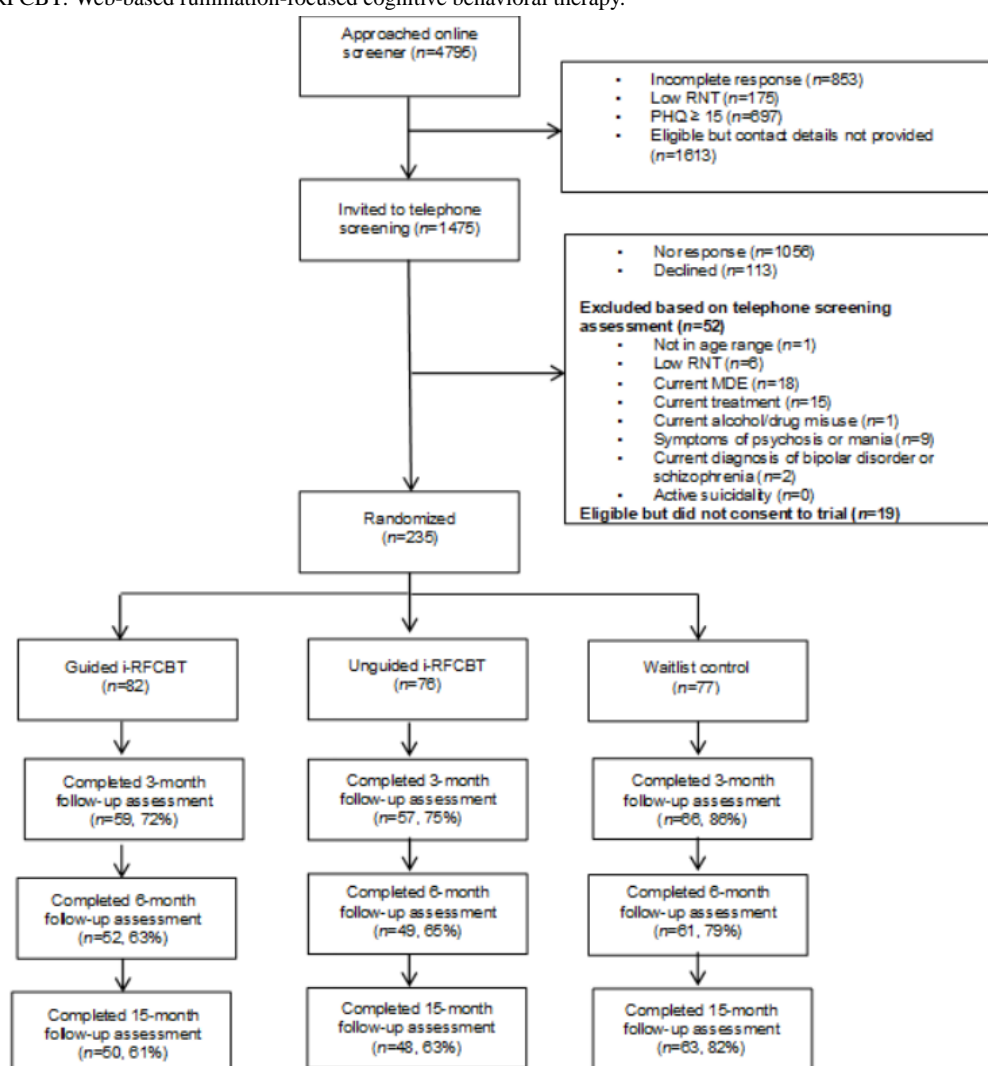 RFCBT: Web-based rumination-focused cognitive behavioral therapy.
Approached online
screener (n=4795)
• Incomplete response (n=853)
• Low RNT (n=175)
• PHQ ≥ 15 (n=697)
• Eligible but contact details not provided
(n=1613)
Invited to telephone
screening (n=1475)
• No response (n=1056)
• Declined (n=113)
Excluded based on telephone screening
assessment (n=52)
• Not in age range (n=1)
• Low RNT (n=6)
• Current MDE (n=18)
• Current treatment (n=15)
• Current alcohol/drug misuse (n=1)
• Symptoms of psychosis or mania (n=9)
• Current diagnosis of bipolar disorder or
schizophrenia (n=2)
• Active suicidality (n=0)
Eligible but did not consent to trial (n=19)
Randomized
(n=235)
Guided i-RFCBT
(n=82)
Unguided i-RFCBT
(n=76)
Waitlist control
(n=77)
Completed 3-month
follow-up assessment
(n=59, 72%)
Completed 3-month
follow-up assessment
(n=57, 75%)
Completed 3-month
follow-up assessment
(n=66, 86%)
Completed 6-month
follow-up assessment
(n=52, 63%)
Completed 6-month
follow-up assessment
(n=49, 65%)
Completed 6-month
follow-up assessment
(n=61, 79%)
Completed 15-month
follow-up assessment
(n=50, 61%)
Completed 15-month
follow-up assessment
(n=48, 63%)
Completed 15-month
follow-up assessment
(n=63, 82%)